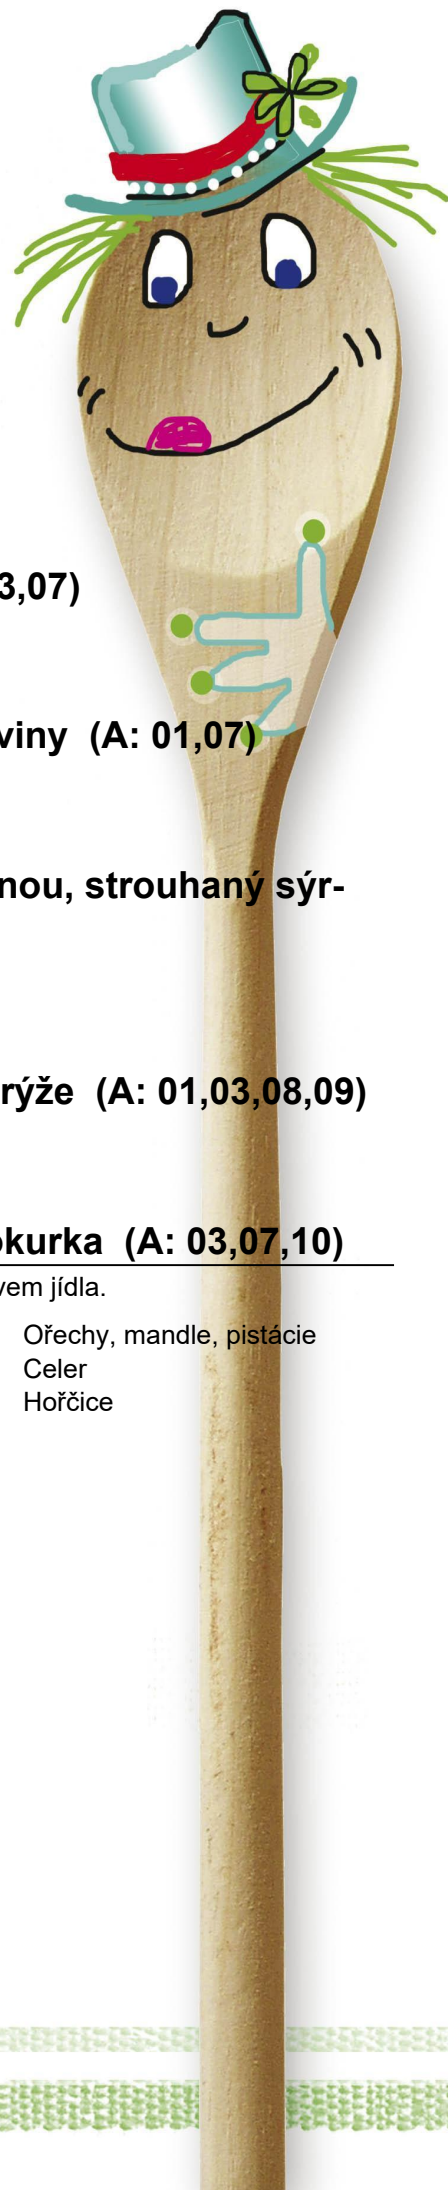 3,07)
viny (A: 01,07)
nou, strouhaný sýr-
rýže (A: 01,03,08,09)
okurka (A: 03,07,10)
vem jídla.
Ořechy, mandle, pistácie
Celer
Hořčice